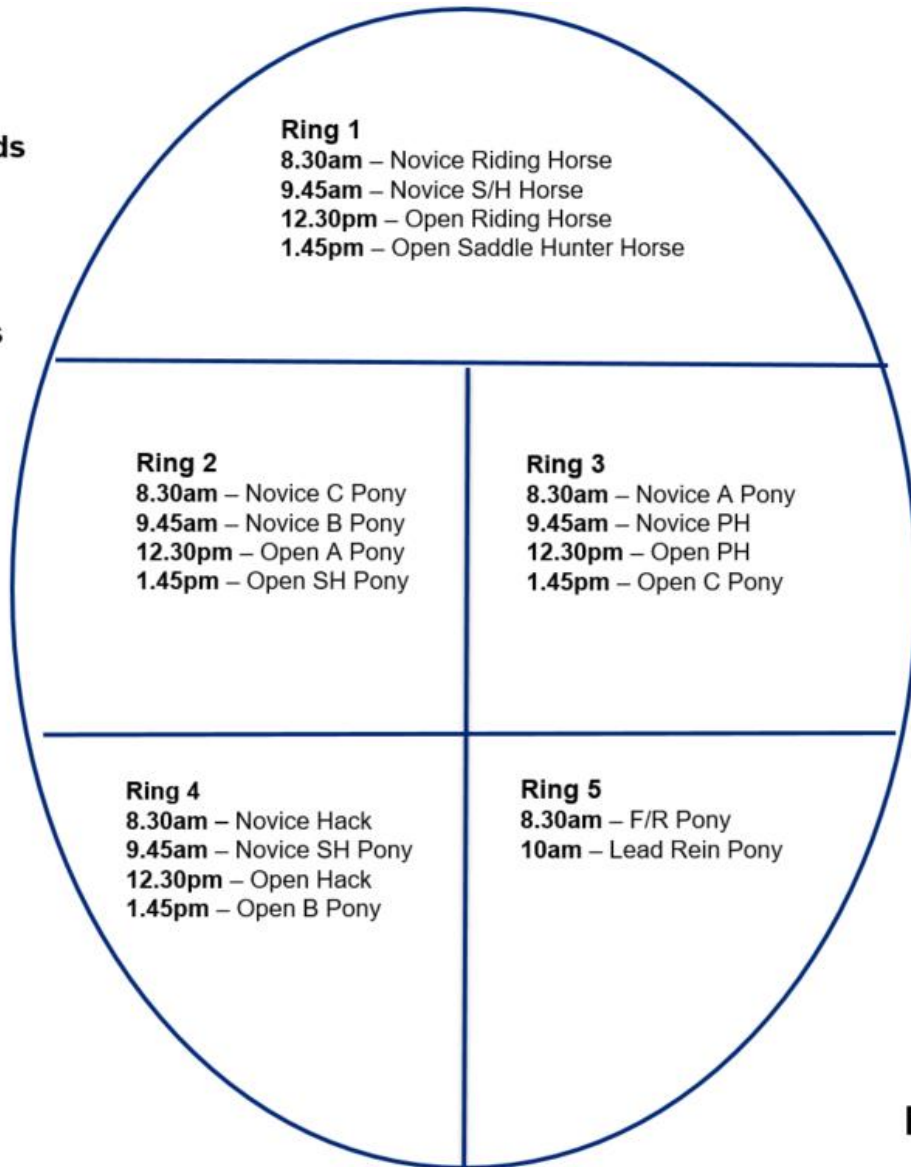 ds
s
Ring 1
8.30am – Novice Riding Horse
9.45am – Novice S/H Horse
12.30pm – Open Riding Horse
1.45pm – Open Saddle Hunter Horse
Ring 2
8.30am – Novice C Pony
9.45am – Novice B Pony
12.30pm – Open A Pony
1.45pm – Open SH Pony
Ring 3
8.30am – Novice A Pony
9.45am – Novice PH
12.30pm – Open PH
1.45pm – Open C Pony
Ring 4
8.30am – Novice Hack
9.45am – Novice SH Pony
12.30pm – Open Hack
1.45pm – Open B Pony
Ring 5
8.30am – F/R Pony
10am – Lead Rein Pony